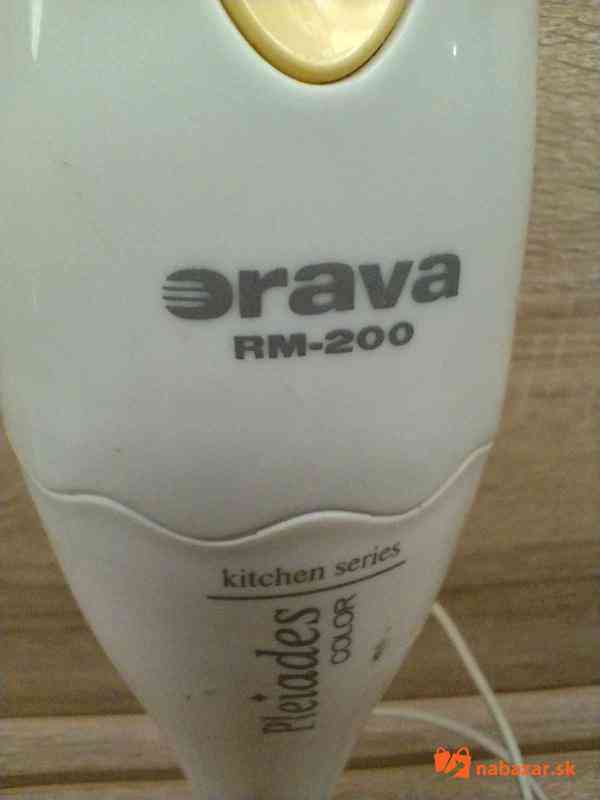 orava
RM-200
kitchen series
Pleiades
COLOR
nabazar.sk